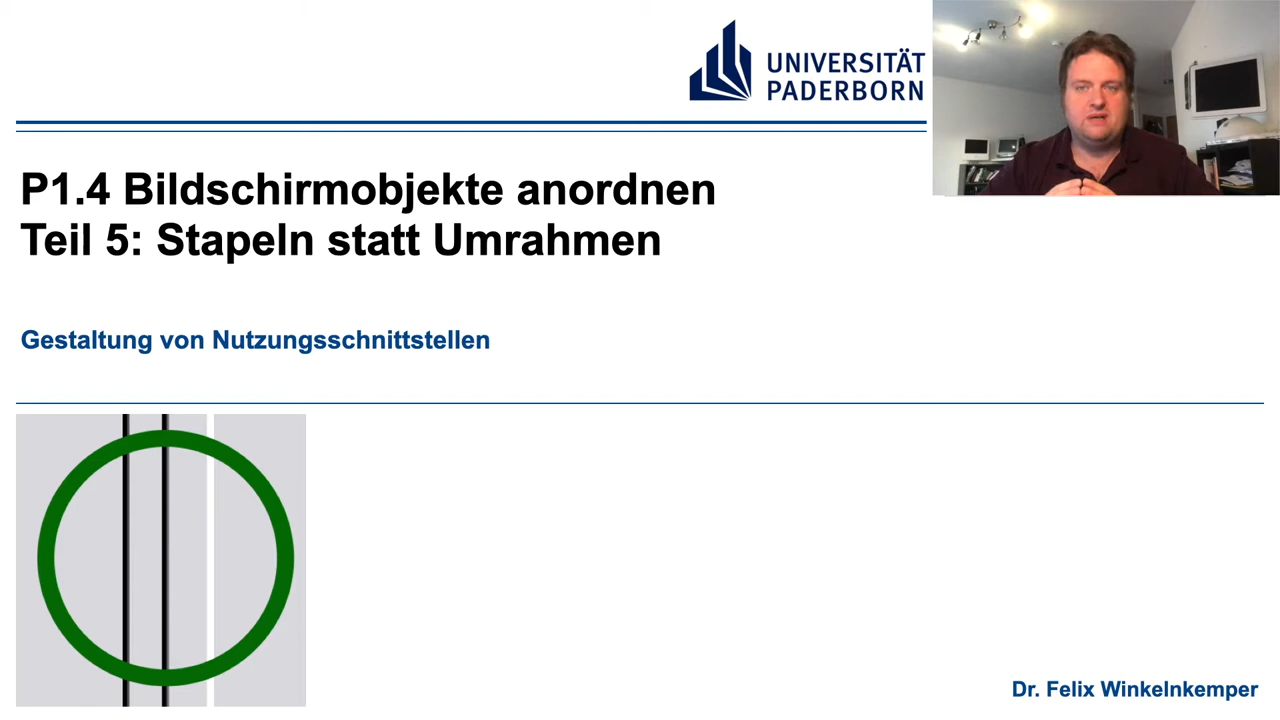 UNIVERSITÄT
PADERBORN
P1.4 Bildschirmobjekte anordnen
Teil 5: Stapeln statt Umrahmen
Gestaltung von Nutzungsschnittstellen
Dr. Felix Winkelnkemper